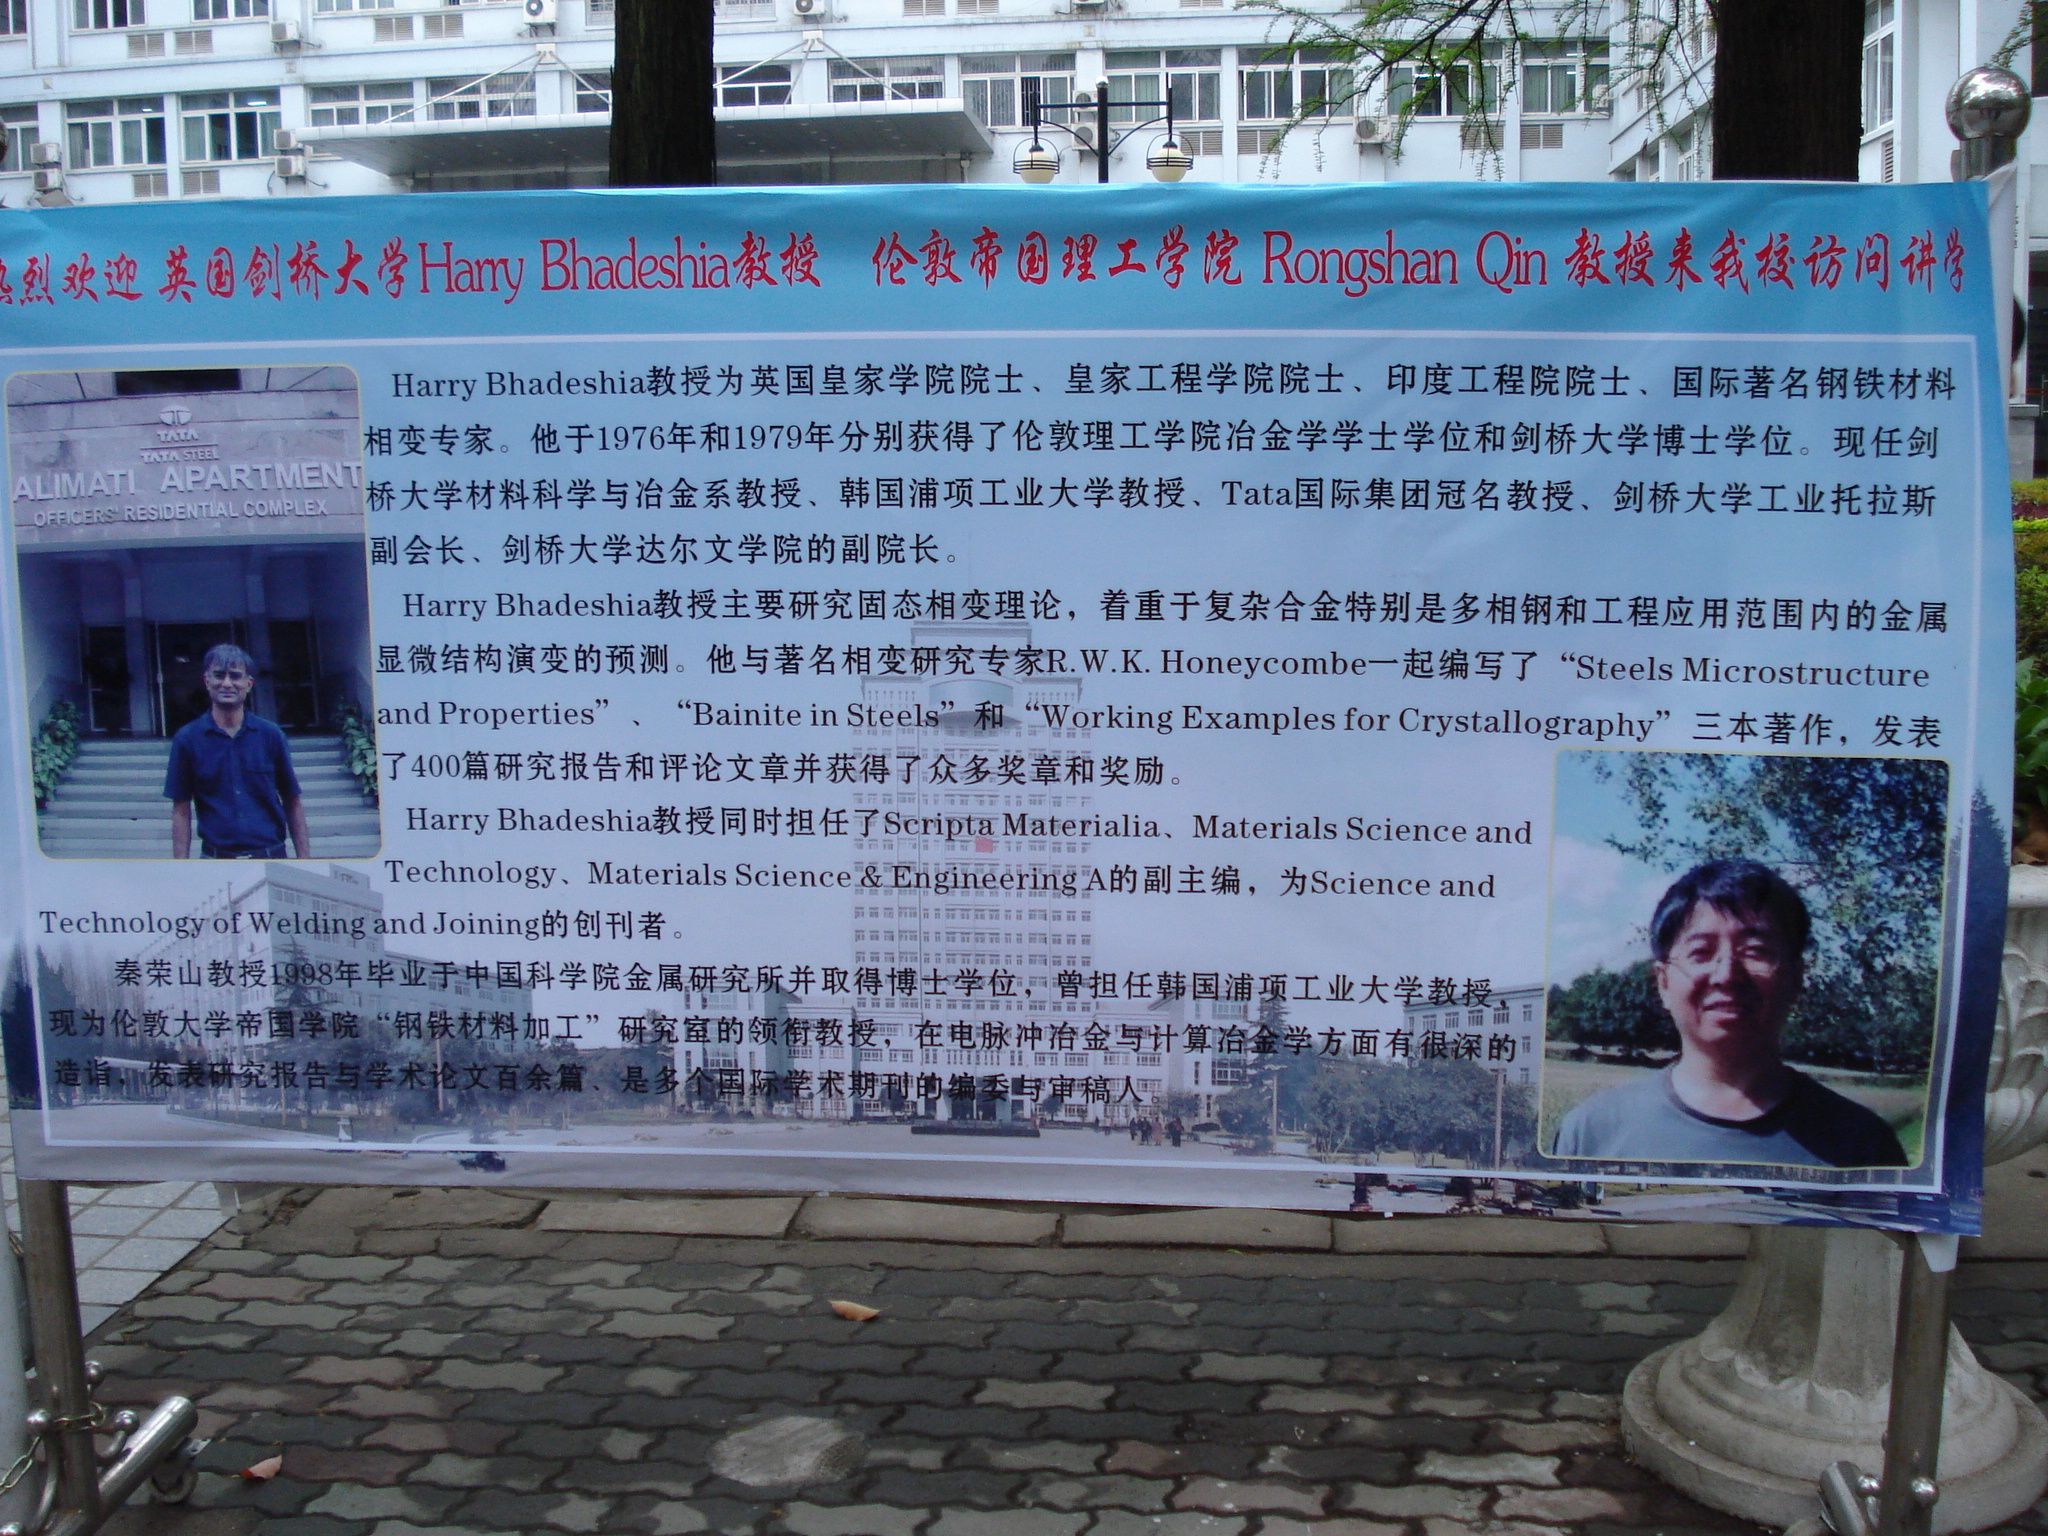 热烈欢迎 英国剑桥大学Harry Bhadeshia教授 伦敦帝国理工学院 Rongshan Qin 教授来我校访问讲学
TATA
TATA STEEL
ALIMATI APARTMENT
OFFICERS' RESIDENTIAL COMPLEX
Harry Bhadeshia教授为英国皇家学院院士、皇家工程学院院士、印度工程院院士、国际著名钢铁材料
相变专家。他于1976年和1979年分别获得了伦敦理工学院冶金学学士学位和剑桥大学博士学位。现任剑
桥大学材料科学与冶金系教授、韩国浦项工业大学教授、Tata国际集团冠名教授、剑桥大学工业托拉斯
副会长、剑桥大学达尔文学院的副院长。
Harry Bhadeshia教授主要研究固态相变理论，着重于复杂合金特别是多相钢和工程应用范围内的金属
显微结构演变的预测。他与著名相变研究专家R.W.K. Honeycombe一起编写了“Steels Microstructure
and Properties”、“Bainite in Steels”和“Working Examples for Crystallography”三本著作，发表
了400篇研究报告和评论文章并获得了众多奖章和奖励。
Harry Bhadeshia教授同时担任了Scripta Materialia、Materials Science and
Technology、Materials Science & Engineering A的副主编，为Science and
Technology of Welding and Joining的创刊者。
秦荣山教授1998年毕业于中国科学院金属研究所并取得博士学位，曾担任韩国浦项工业大学教授，
现为伦敦大学帝国学院“钢铁材料加工”研究室的领衔教授，在电脉冲冶金与计算冶金学方面有很深的
造诣，发表研究报告与学术论文百余篇、是多个国际学术期刊的编委与审稿人。